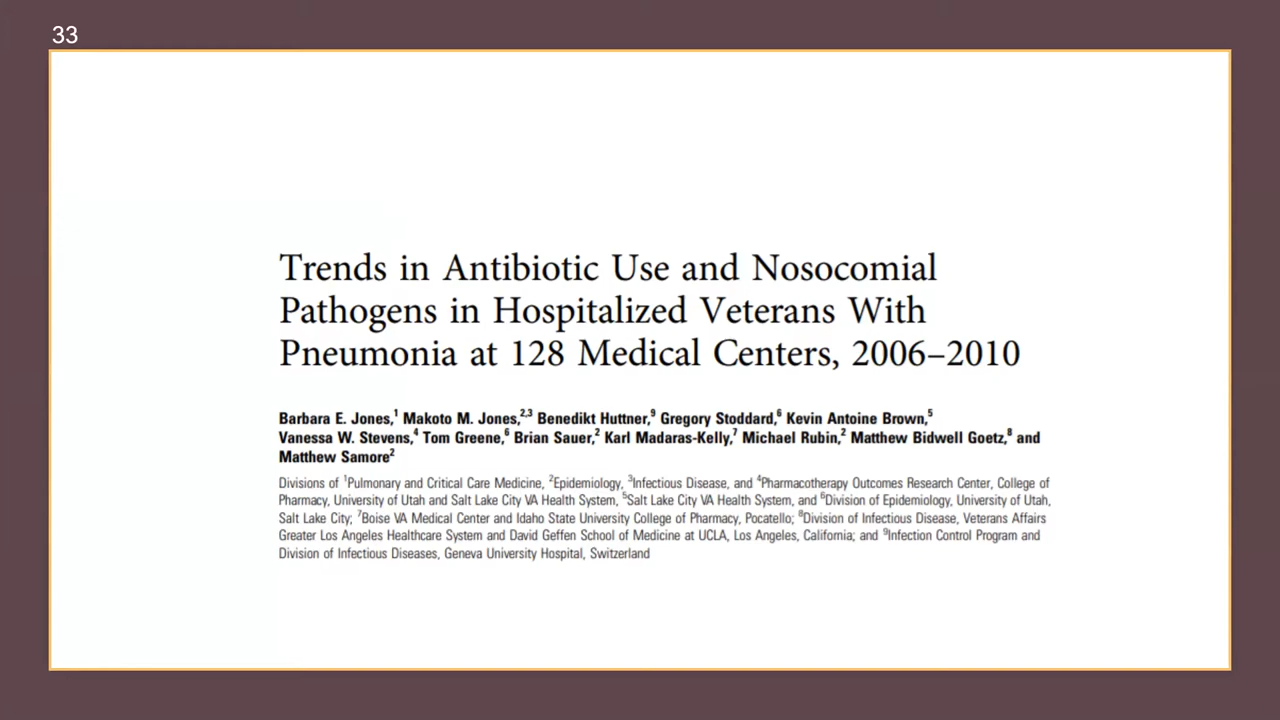 33
Trends in Antibiotic Use and Nosocomial
Pathogens in Hospitalized Veterans With
Pneumonia at 128 Medical Centers, 2006–2010
Barbara E. Jones,1 Makoto M. Jones,2,3 Benedikt Huttner,9 Gregory Stoddard,6 Kevin Antoine Brown,5
Vanessa W. Stevens,4 Tom Greene,6 Brian Sauer,2 Karl Madaras-Kelly,7 Michael Rubin,2 Matthew Bidwell Goetz,8 and
Matthew Samore2
Divisions of 1Pulmonary and Critical Care Medicine, 2Epidemiology, 3Infectious Disease, and 4Pharmacotherapy Outcomes Research Center, College of
Pharmacy, University of Utah and Salt Lake City VA Health System, 5Salt Lake City VA Health System, and 6Division of Epidemiology, University of Utah,
Salt Lake City; 7Boise VA Medical Center and Idaho State University College of Pharmacy, Pocatello; 8Division of Infectious Disease, Veterans Affairs
Greater Los Angeles Healthcare System and David Geffen School of Medicine at UCLA, Los Angeles, California; and 9Infection Control Program and
Division of Infectious Diseases, Geneva University Hospital, Switzerland